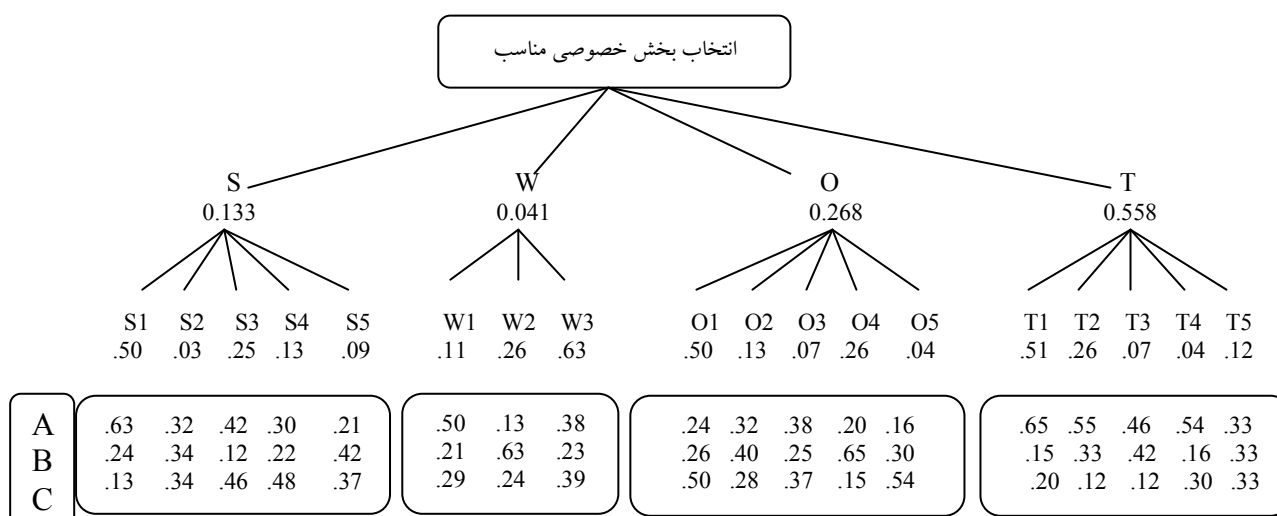 انتخاب بخش خصوصی مناسب
S W O T
0.133 0.041 0.268 0.558
S1 S2 S3 S4 S5 W1 W2 W3 O1 O2 O3 O4 O5 T1 T2 T3 T4 T5
.50 .03 .25 .13 .09 .11 .26 .63 .50 .13 .07 .26 .04 .51 .26 .07 .04 .12
A .63 .32 .42 .30 .21 .50 .13 .38 .24 .32 .38 .20 .16 .65 .55 .46 .54 .33
B .24 .34 .12 .22 .42 .21 .63 .23 .26 .40 .25 .65 .30 .15 .33 .42 .16 .33
C .13 .34 .46 .48 .37 .29 .24 .39 .50 .28 .37 .15 .54 .20 .12 .12 .30 .33